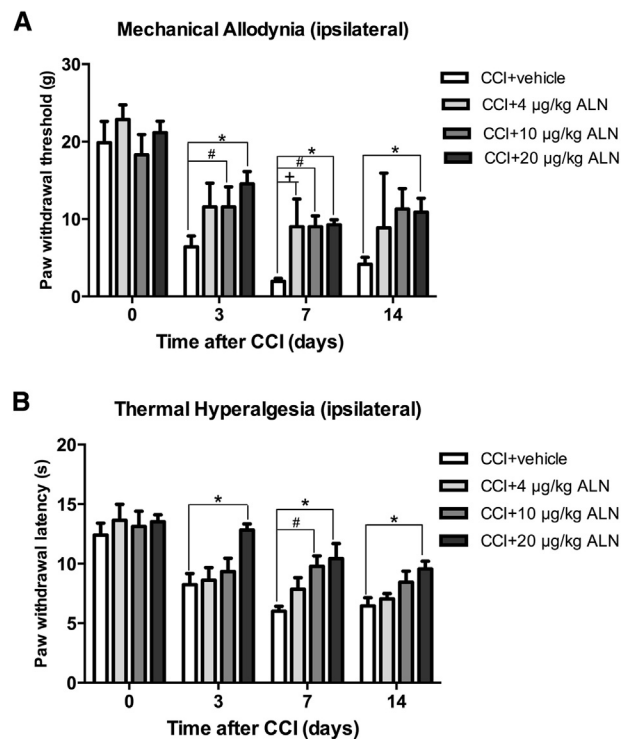 A
Mechanical Allodynia (ipsilateral)
Paw withdrawal threshold (g)
30
20
10
0
* # * # + *
0 3 7 14
Time after CCI (days)
CCI+vehicle
CCI+4 µg/kg ALN
CCI+10 µg/kg ALN
CCI+20 µg/kg ALN
B
Thermal Hyperalgesia (ipsilateral)
Paw withdrawal latency (s)
20
15
10
5
0
* * # *
0 3 7 14
Time after CCI (days)
CCI+vehicle
CCI+4 µg/kg ALN
CCI+10 µg/kg ALN
CCI+20 µg/kg ALN